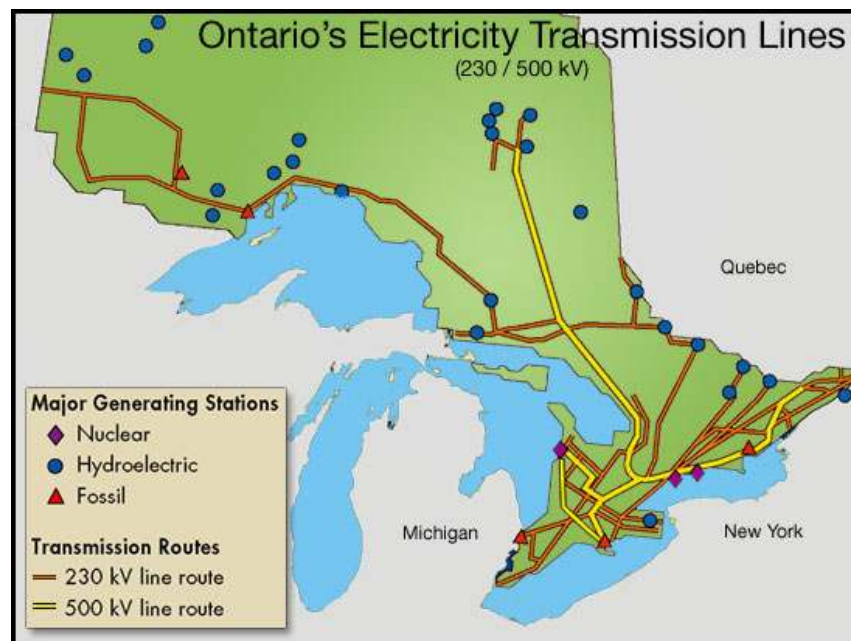 Ontario's Electricity Transmission Lines
(230 / 500 kV)
Quebec
Major Generating Stations
Nuclear
Hydroelectric
Fossil
Michigan
New York
Transmission Routes
230 kV line route
500 kV line route